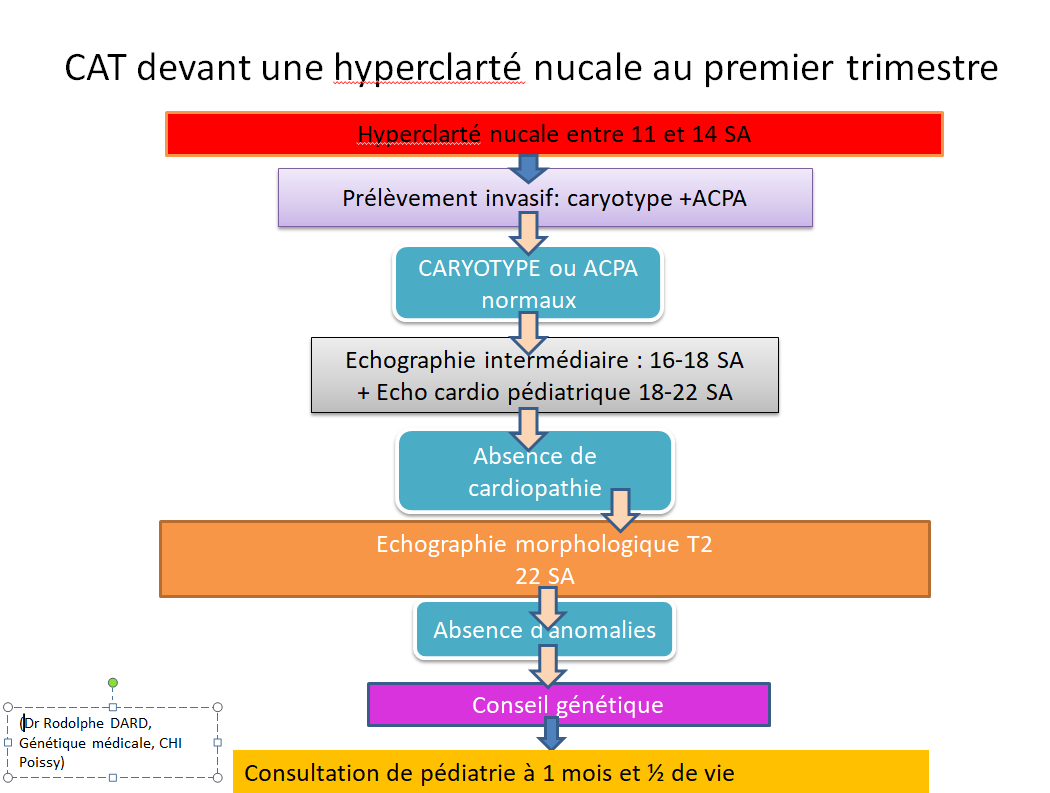 CAT devant une hyperclarté nucale au premier trimestre
Hyperclarté nucale entre 11 et 14 SA
Prélèvement invasif: caryotype +ACPA
CARYOTYPE ou ACPA
normaux
Echographie intermédiaire : 16-18 SA
+ Echo cardio pédiatrique 18-22 SA
Absence de
cardiopathie
Echographie morphologique T2
22 SA
Absence d'anomalies
Conseil génétique
(Dr Rodolphe DARD,
Génétique médicale, CHI
Poissy)
Consultation de pédiatrie à 1 mois et ½ de vie